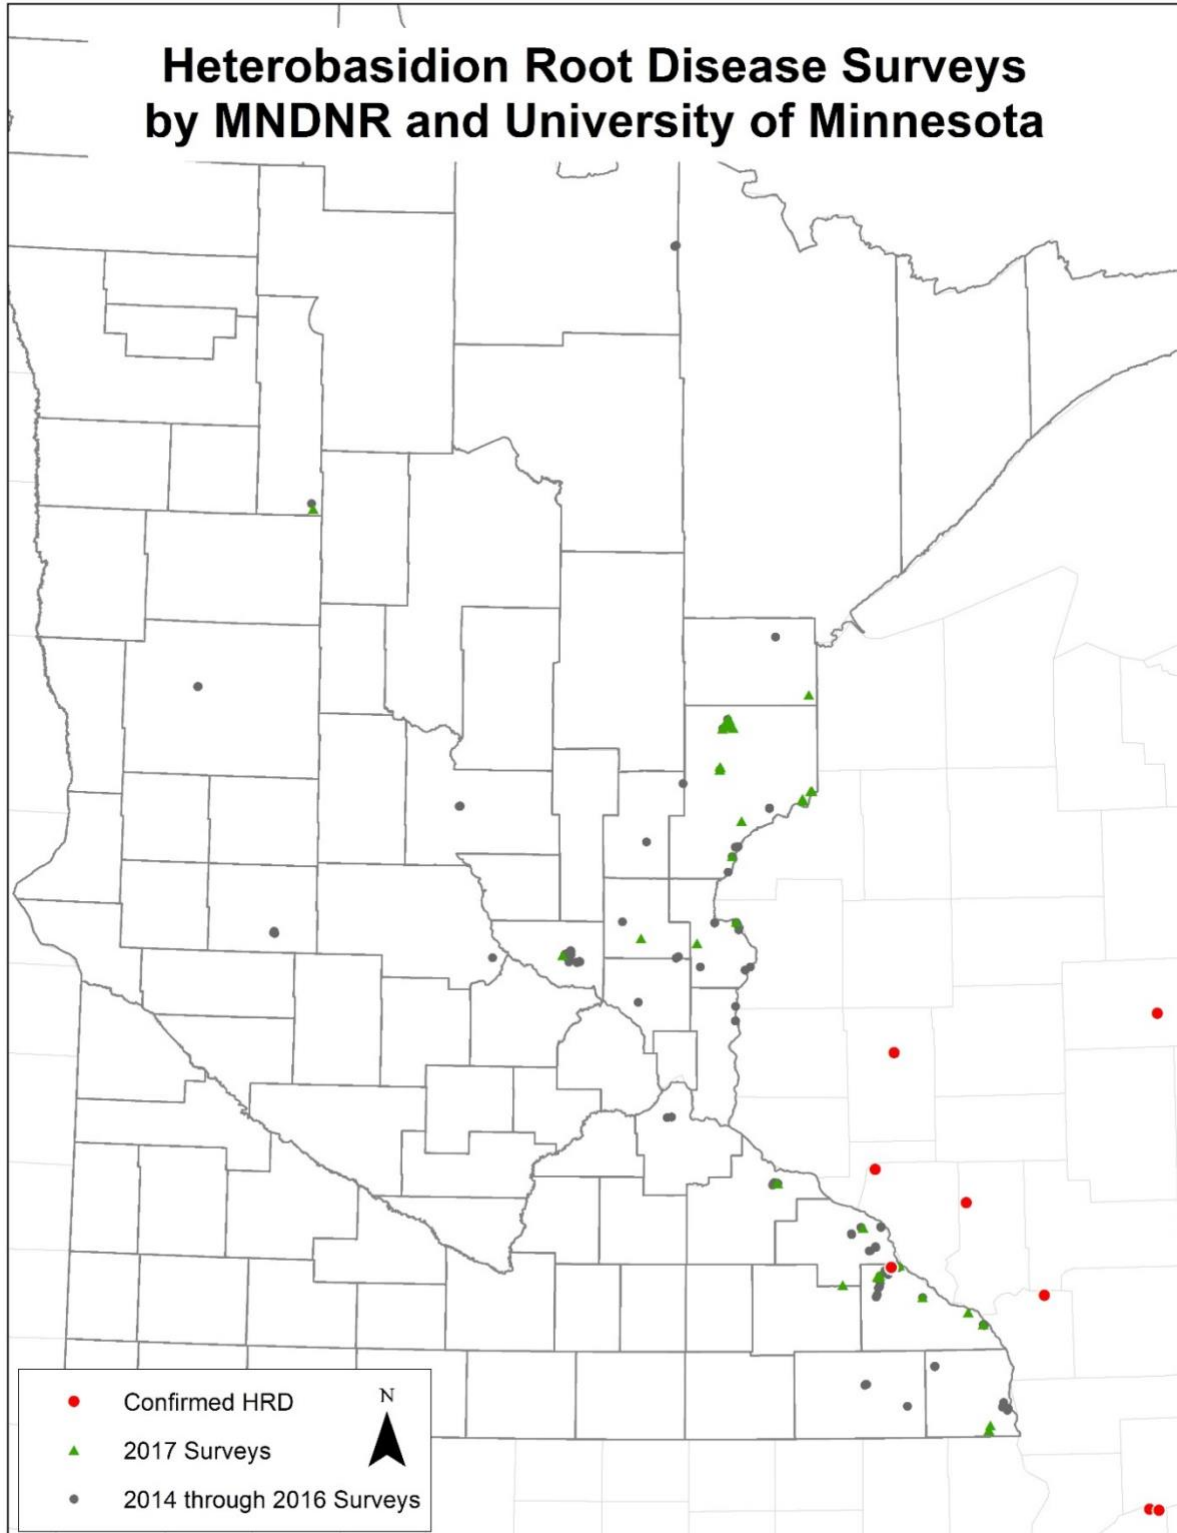 Heterobasidion Root Disease Surveys
by MNDNR and University of Minnesota
Confirmed HRD
N
2017 Surveys
2014 through 2016 Surveys